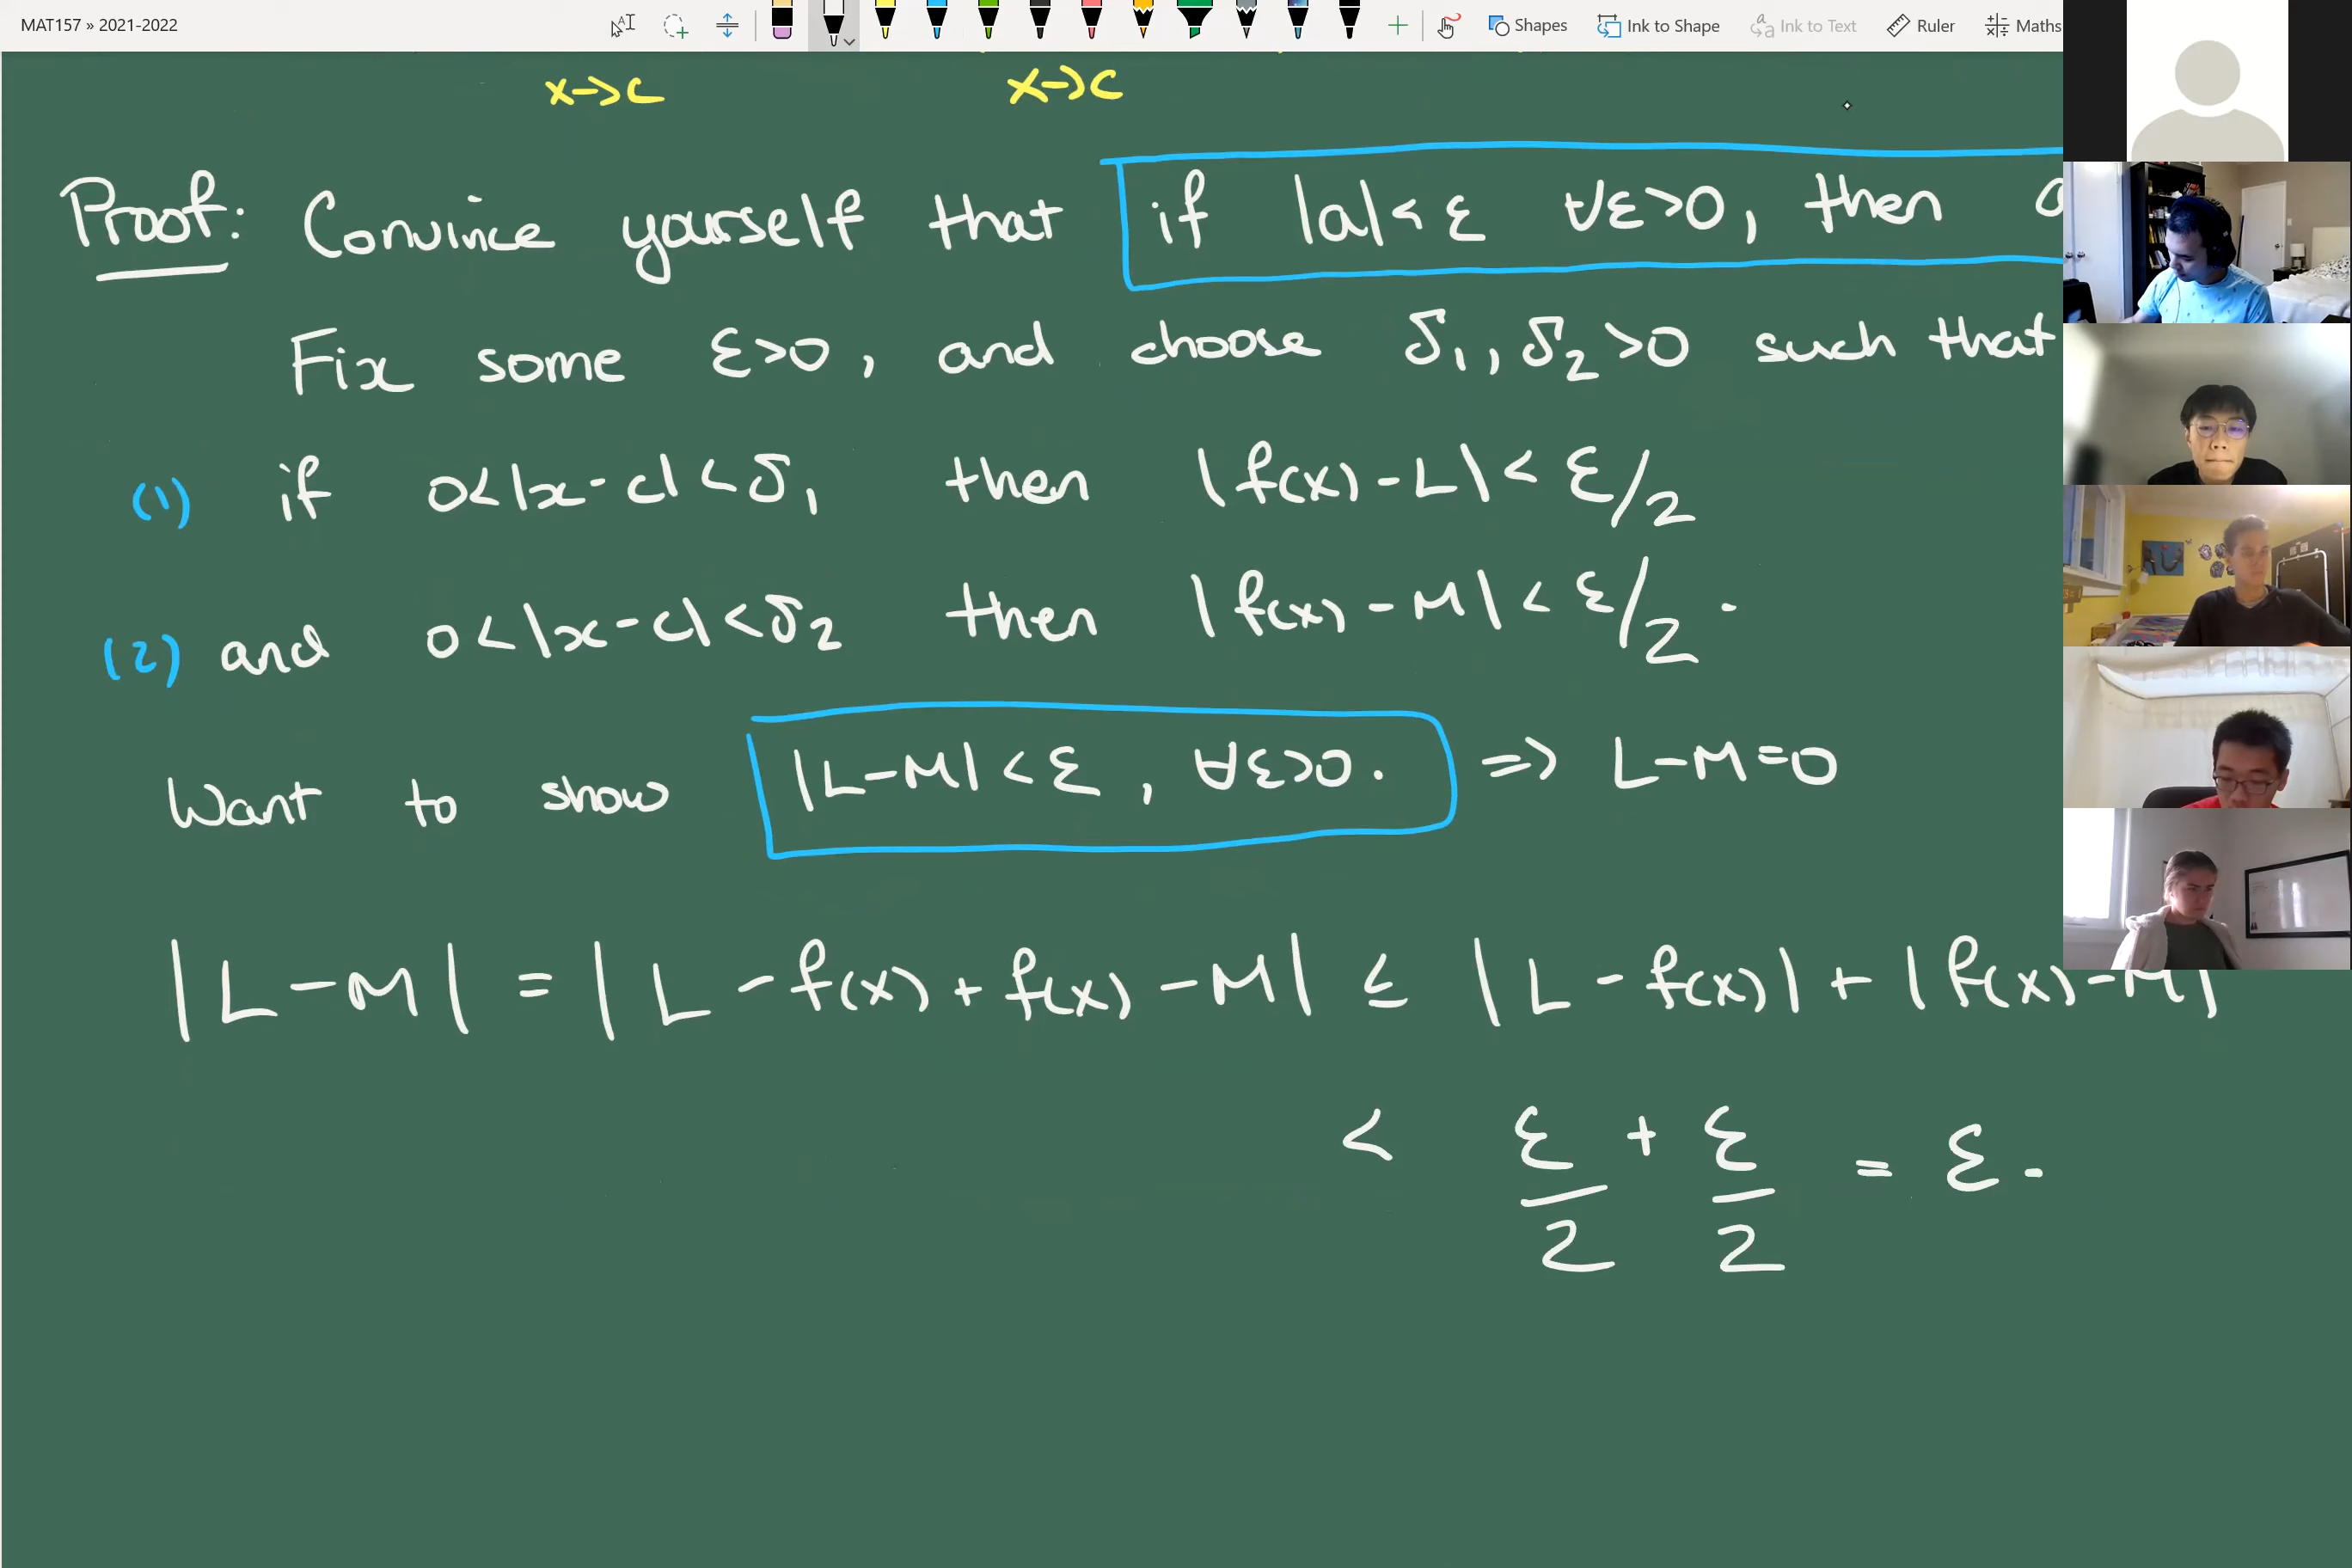 MAT157 » 2021-2022
Shapes Ink to Shape Ink to Text Ruler Maths
x→c x→c
Proof: Convince yourself that if |a|<ε ∀ε>0, then
Fix some ε>0, and choose δ₁, δ₂>0 such that
(1) if 0<|x-c|<δ₁ then |f(x)-L|<ε/2
(2) and 0<|x-c|<δ₂ then |f(x)-M|<ε/2.
Want to show |L-M|<ε, ∀ε>0. ⇒ L-M=0
|L-M| = |L-f(x)+f(x)-M| ≤ |L-f(x)|+|f(x)-M|
< ε/2 + ε/2 = ε.